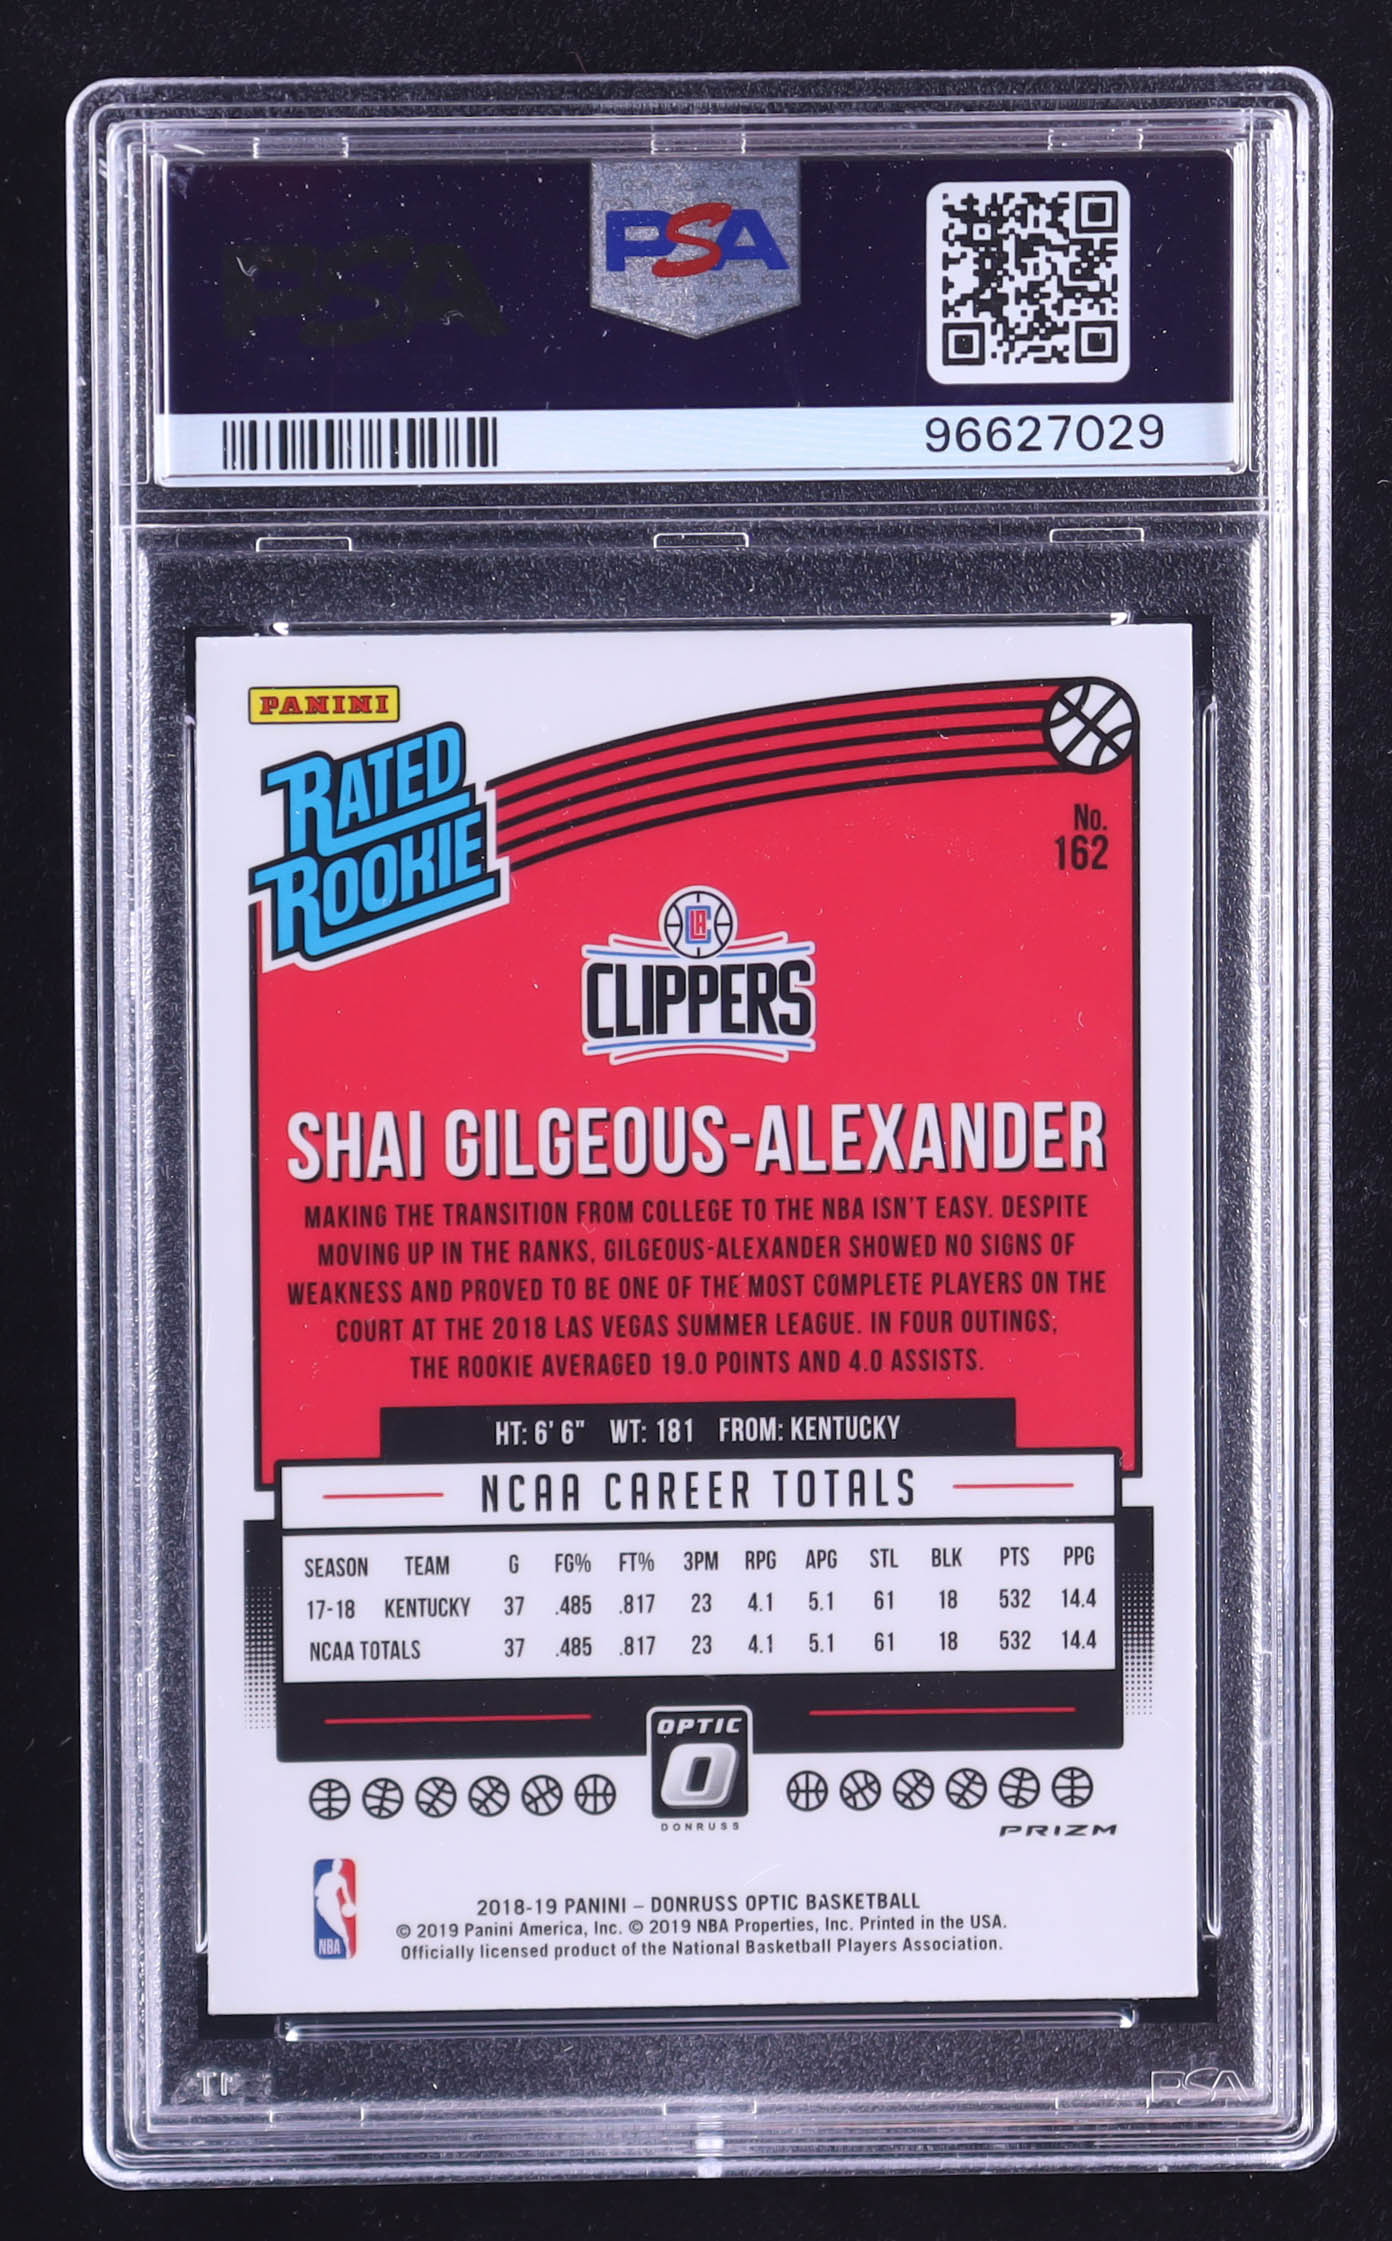 PSA
PSA
96627029
PANINI
RATED
ROOKIE
No.
162
LA
CLIPPERS
SHAI GILGEOUS-ALEXANDER
MAKING THE TRANSITION FROM COLLEGE TO THE NBA ISN'T EASY. DESPITE
MOVING UP IN THE RANKS, GILGEOUS-ALEXANDER SHOWED NO SIGNS OF
WEAKNESS AND PROVED TO BE ONE OF THE MOST COMPLETE PLAYERS ON THE
COURT AT THE 2018 LAS VEGAS SUMMER LEAGUE. IN FOUR OUTINGS,
THE ROOKIE AVERAGED 19.0 POINTS AND 4.0 ASSISTS.
HT: 6' 6" WT: 181 FROM: KENTUCKY
NCAA CAREER TOTALS
SEASON TEAM G FG% FT% 3PM RPG APG STL BLK PTS PPG
17-18 KENTUCKY 37 .485 .817 23 4.1 5.1 61 18 532 14.4
NCAA TOTALS 37 .485 .817 23 4.1 5.1 61 18 532 14.4
OPTIC
O
DONRUSS
PRIZM
NBA
2018-19 PANINI – DONRUSS OPTIC BASKETBALL
© 2019 Panini America, Inc. © 2019 NBA Properties, Inc. Printed in the USA.
Officially licensed product of the National Basketball Players Association.
PSA